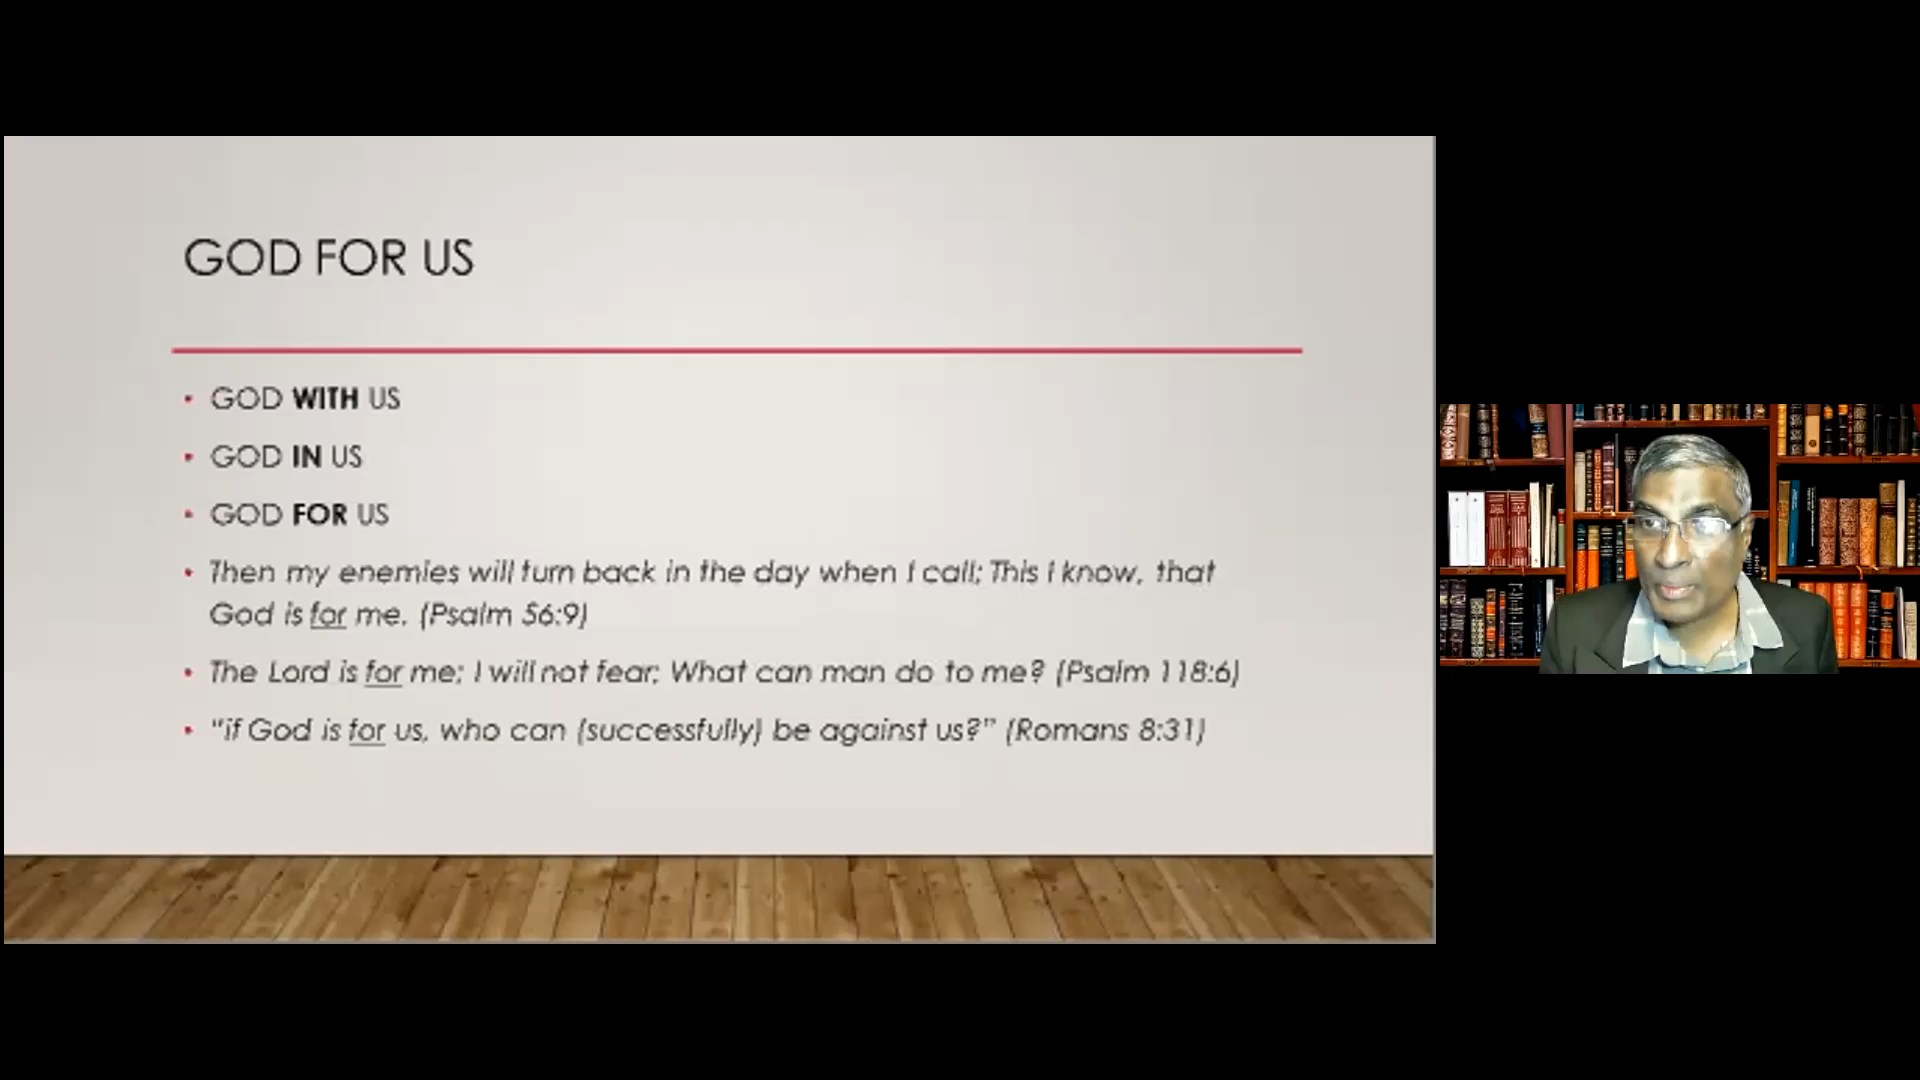 GOD FOR US
• GOD WITH US
• GOD IN US
• GOD FOR US
• Then my enemies will turn back in the day when I call; This I know, that
God is for me. (Psalm 56:9)
• The Lord is for me; I will not fear; What can man do to me? (Psalm 118:6)
• “if God is for us, who can (successfully) be against us?” (Romans 8:31)